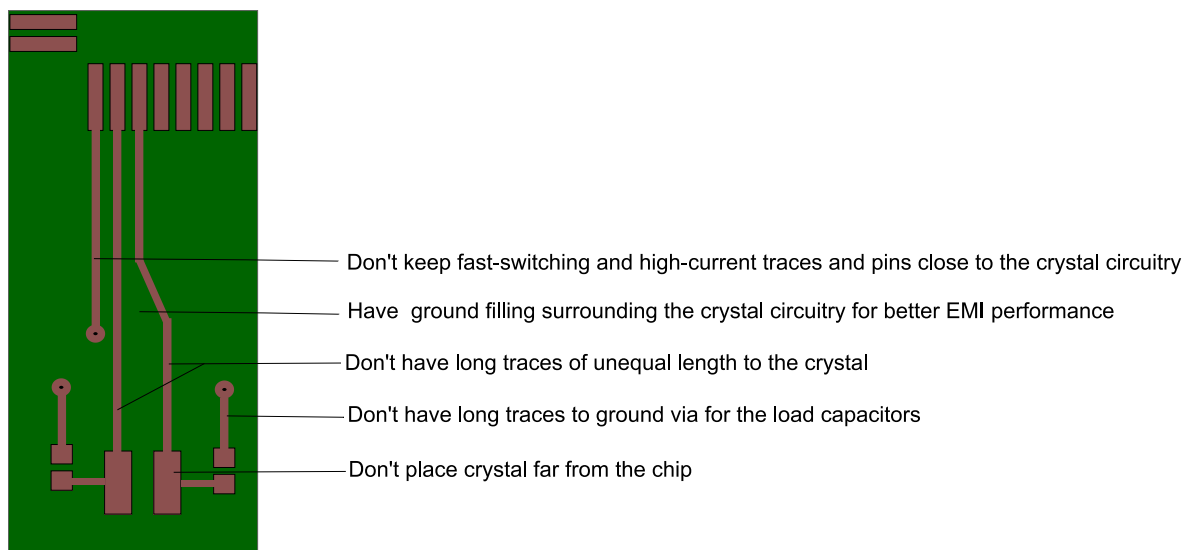 Don't keep fast-switching and high-current traces and pins close to the crystal circuitry
Have  ground filling surrounding the crystal circuitry for better EMI performance
Don't have long traces of unequal length to the crystal
Don't have long traces to ground via for the load capacitors
Don't place crystal far from the chip